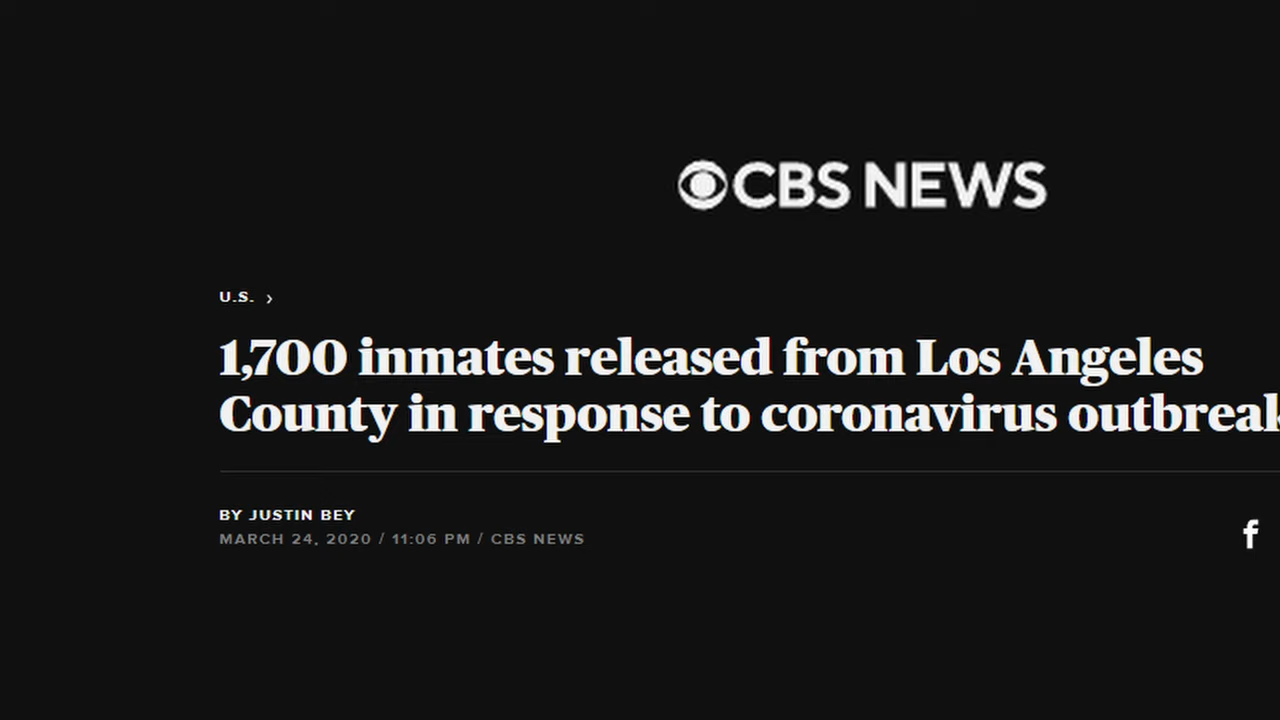 CBS NEWS
U.S. ›
1,700 inmates released from Los Angeles
County in response to coronavirus outbreak
BY JUSTIN BEY
MARCH 24, 2020 / 11:06 PM / CBS NEWS
f